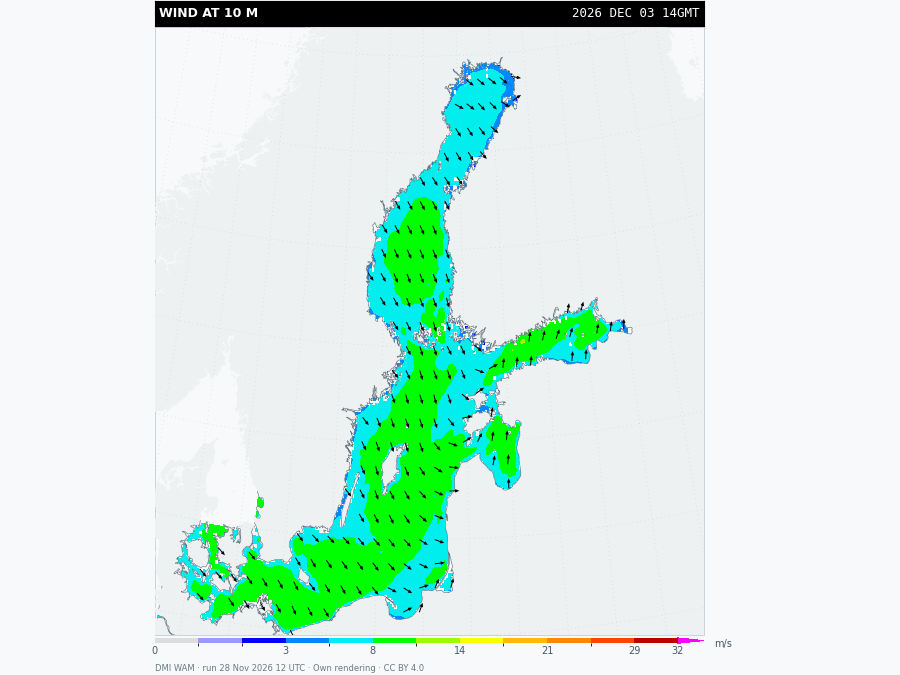 WIND AT 10 M 2026 DEC 03 14GMT
0 3 8 14 21 29 32 m/s
DMI WAM · run 28 Nov 2026 12 UTC · Own rendering · CC BY 4.0